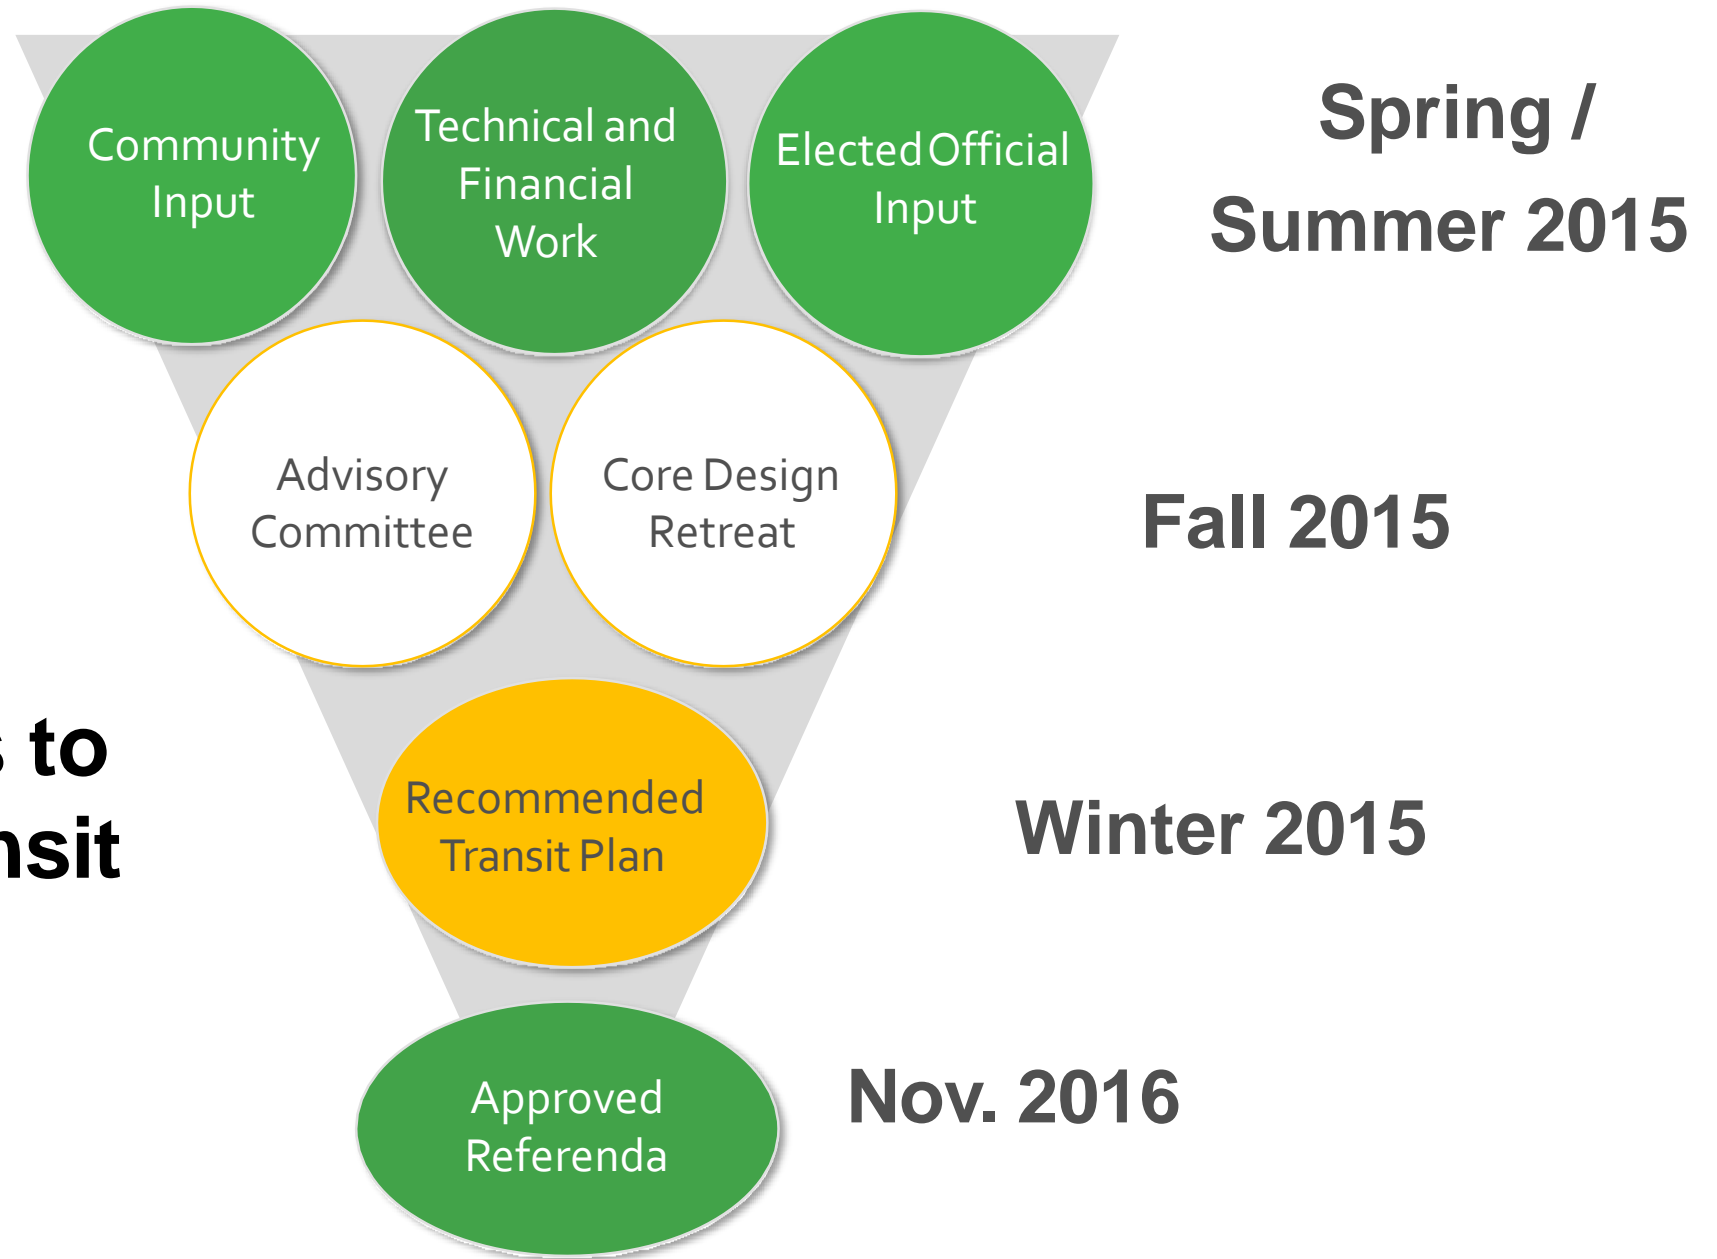 Community
Input
Technical and
Financial
Work
Elected Official
Input
Spring /
Summer 2015
Advisory
Committee
Core Design
Retreat
Fall 2015
to
Recommended
Transit Plan
Winter 2015
Approved
Referenda
Nov. 2016